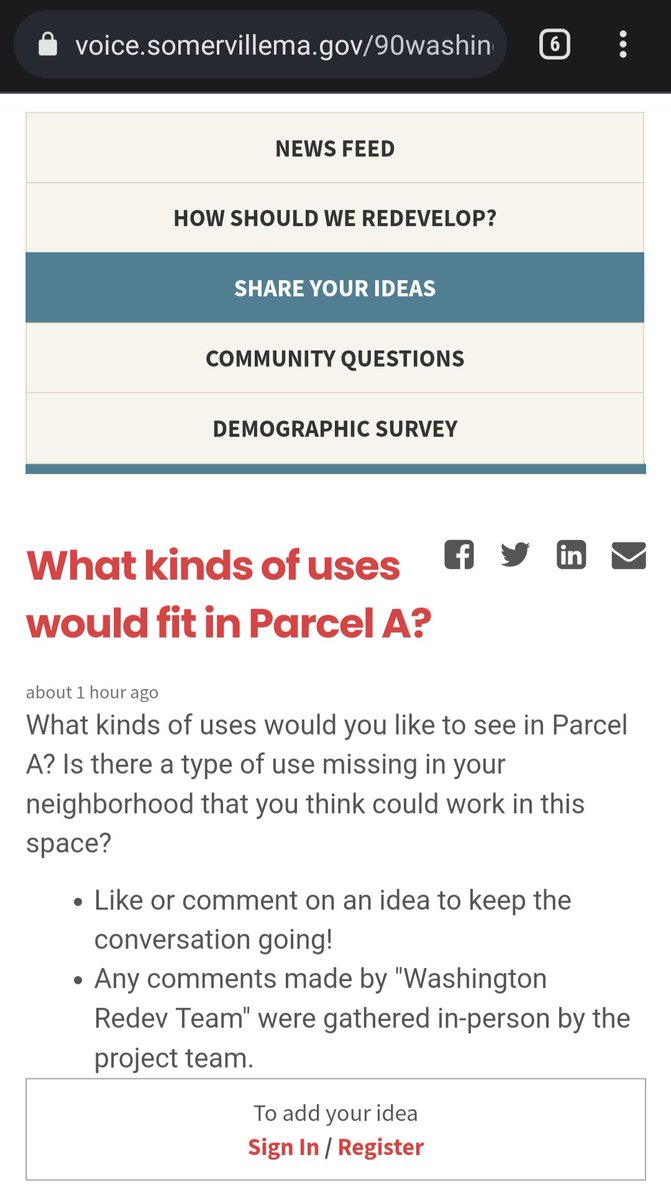 voice.somervillema.gov/90washin
6
NEWS FEED
HOW SHOULD WE REDEVELOP?
SHARE YOUR IDEAS
COMMUNITY QUESTIONS
DEMOGRAPHIC SURVEY
What kinds of uses
would fit in Parcel A?
about 1 hour ago
What kinds of uses would you like to see in Parcel
A? Is there a type of use missing in your
neighborhood that you think could work in this
space?
• Like or comment on an idea to keep the
conversation going!
• Any comments made by "Washington
Redev Team" were gathered in-person by the
project team.
To add your idea
Sign In / Register